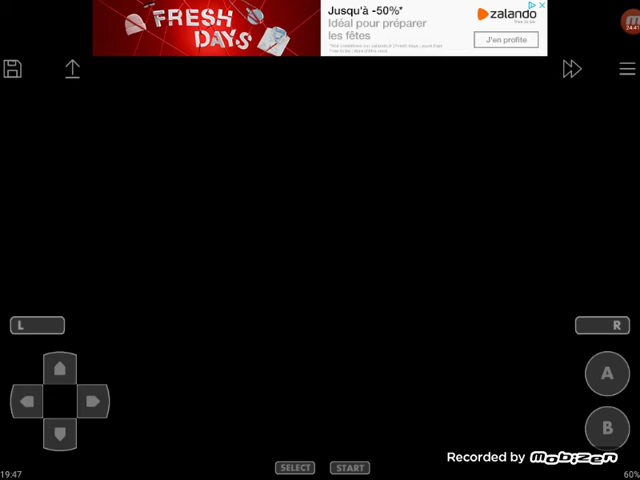 FRESH
DAYS
Jusqu'à -50%*
Idéal pour préparer
les fêtes
zalando
J'en profite
L
R
A
B
SELECT
START
Recorded by Mobizen
19:47
60%